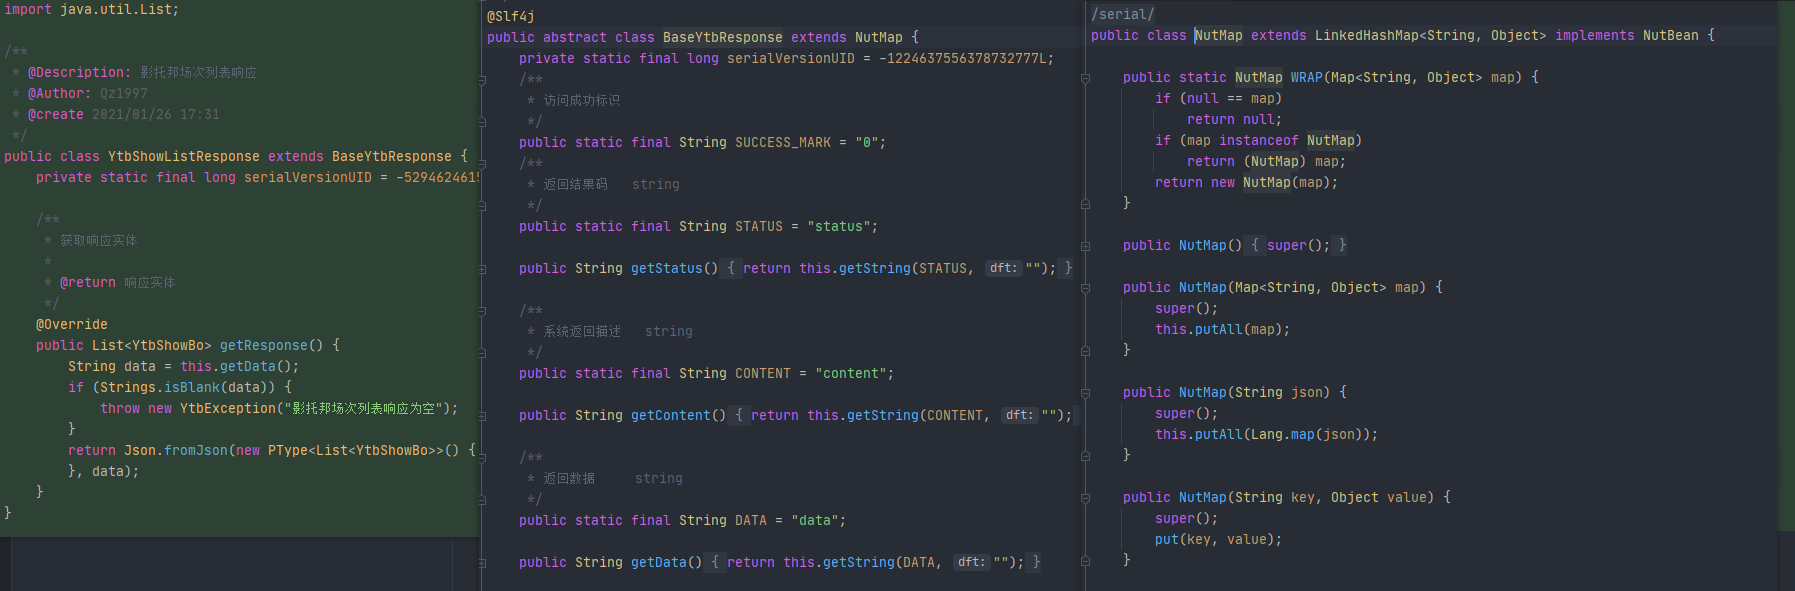 import java.util.List;
/**
* @Description: 影托邦场次列表响应
* @Author: Qz1997
* @create 2021/01/26 17:31
*/
public class YtbShowListResponse extends BaseYtbResponse {
private static final long serialVersionUID = -5294624615
/**
* 获取响应实体
*
* @return 响应实体
*/
@Override
public List<YtbShowBo> getResponse() {
String data = this.getData();
if (Strings.isBlank(data)) {
throw new YtbException("影托邦场次列表响应为空");
}
return Json.fromJson(new PType<List<YtbShowBo>>() {
}, data);
}
}
@Slf4j
public abstract class BaseYtbResponse extends NutMap {
private static final long serialVersionUID = -1224637556378732777L;
/**
* 访问成功标识
*/
public static final String SUCCESS_MARK = "0";
/**
* 返回结果码 string
*/
public static final String STATUS = "status";
public String getStatus() { return this.getString(STATUS, dft: ""); }
/**
* 系统返回描述 string
*/
public static final String CONTENT = "content";
public String getContent() { return this.getString(CONTENT, dft: "");
/**
* 返回数据 string
*/
public static final String DATA = "data";
public String getData() { return this.getString(DATA, dft: ""); }
/serial/
public class NutMap extends LinkedHashMap<String, Object> implements NutBean {
public static NutMap WRAP(Map<String, Object> map) {
if (null == map)
return null;
if (map instanceof NutMap)
return (NutMap) map;
return new NutMap(map);
}
public NutMap() { super(); }
public NutMap(Map<String, Object> map) {
super();
this.putAll(map);
}
public NutMap(String json) {
super();
this.putAll(Lang.map(json));
}
public NutMap(String key, Object value) {
super();
put(key, value);
}